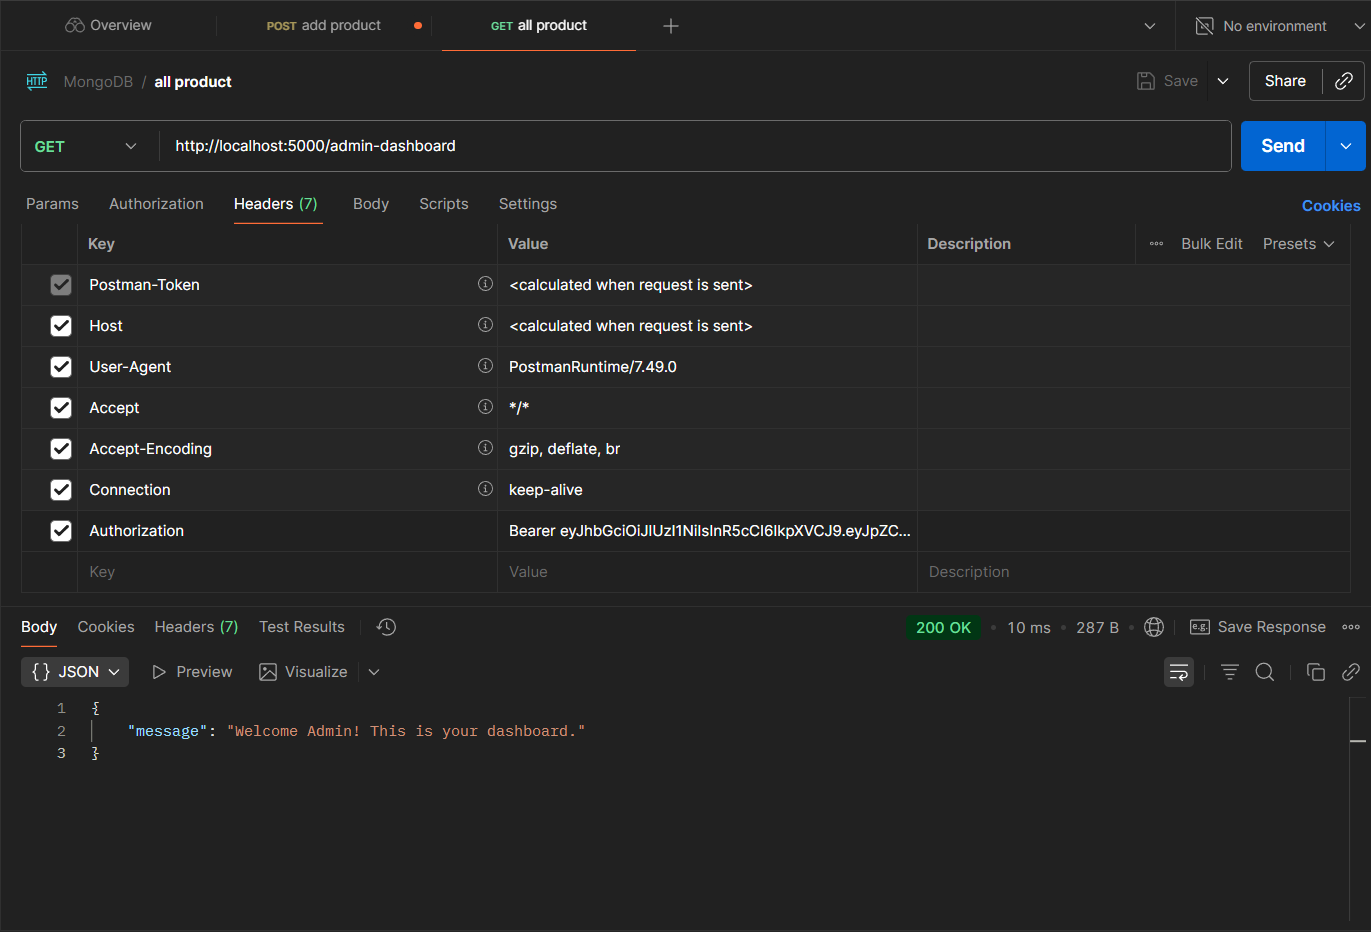 Overview POST add product GET all product No environment
HTTP MongoDB / all product Save Share
GET http://localhost:5000/admin-dashboard Send
Params Authorization Headers (7) Body Scripts Settings Cookies
Key Value Description Bulk Edit Presets
Postman-Token <calculated when request is sent>
Host <calculated when request is sent>
User-Agent PostmanRuntime/7.49.0
Accept */*
Accept-Encoding gzip, deflate, br
Connection keep-alive
Authorization Bearer eyJhbGciOiJIUzI1NiIsInR5cCI6IkpXVCJ9.eyJpZC...
Key Value Description
Body Cookies Headers (7) Test Results 200 OK 10 ms 287 B e.g. Save Response
{} JSON Preview Visualize
1 {
2 "message": "Welcome Admin! This is your dashboard."
3 }